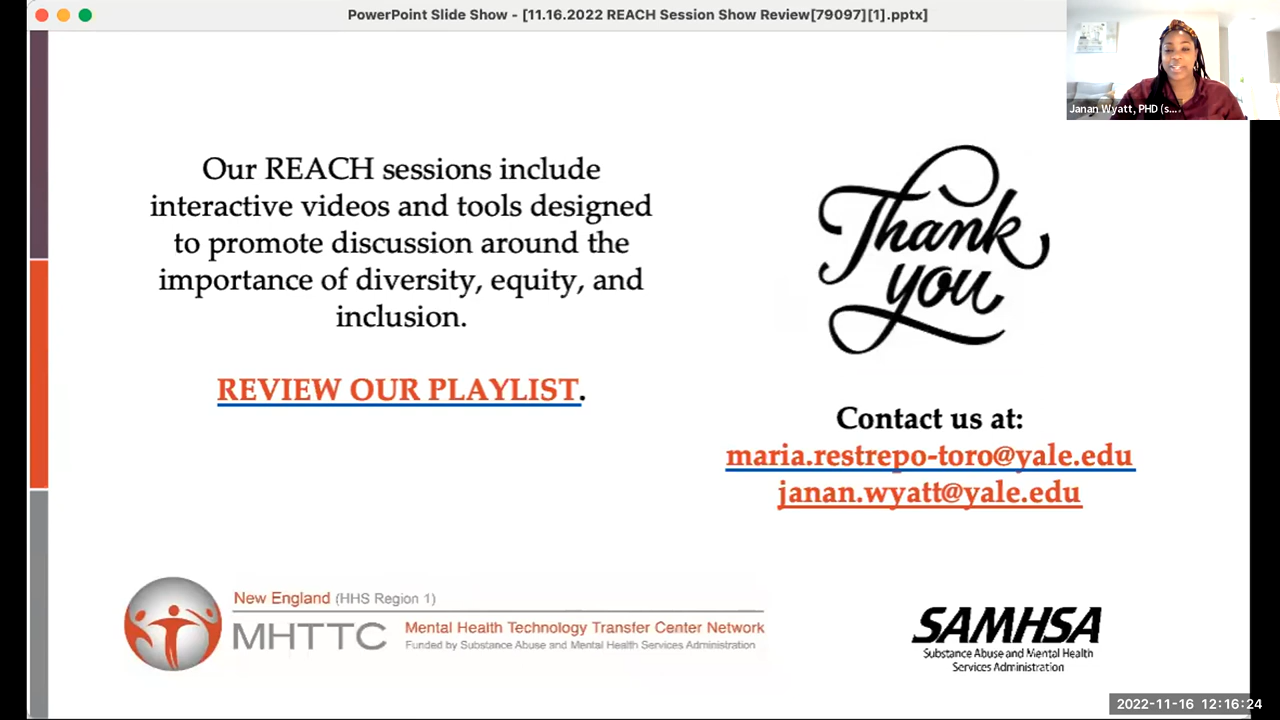 PowerPoint Slide Show - [11.16.2022 REACH Session Show Review[79097][1].pptx]
Janan Wyatt, PHD (s...
Our REACH sessions include
interactive videos and tools designed
to promote discussion around the
importance of diversity, equity, and
inclusion.
REVIEW OUR PLAYLIST.
Thank
you
Contact us at:
maria.restrepo-toro@yale.edu
janan.wyatt@yale.edu
New England (HHS Region 1)
MHTTC
Mental Health Technology Transfer Center Network
Funded by Substance Abuse and Mental Health Services Administration
SAMHSA
Substance Abuse and Mental Health
Services Administration
2022-11-16 12:16:24